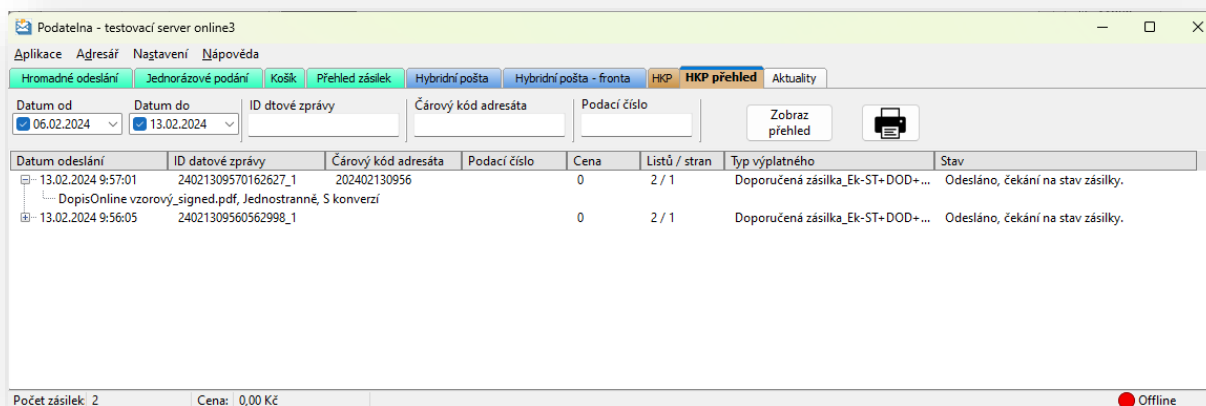 Podatelna - testovací server online3
Aplikace Adresář Nastavení Nápověda
Hromadné odeslání Jednorázové podání Košík Přehled zásilek Hybridní pošta Hybridní pošta - fronta HKP HKP přehled Aktuality
Datum od Datum do ID dtové zprávy Čárový kód adresáta Podací číslo
06.02.2024 13.02.2024 Zobraz přehled
Datum odeslání ID datové zprávy Čárový kód adresáta Podací číslo Cena Listů / stran Typ výplatného Stav
13.02.2024 9:57:01 24021309570162627_1 202402130956 0 2 / 1 Doporučená zásilka_Ek-ST+DOD+... Odesláno, čekání na stav zásilky.
DopisOnline vzorový_signed.pdf, Jednostranně, S konverzí
13.02.2024 9:56:05 24021309560562998_1 0 2 / 1 Doporučená zásilka_Ek-ST+DOD+... Odesláno, čekání na stav zásilky.
Počet zásilek 2 Cena: 0,00 Kč Offline